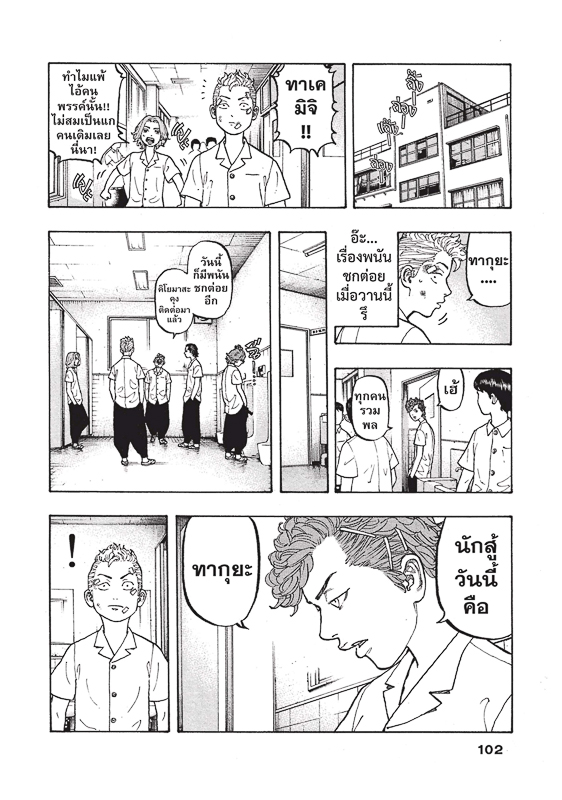 ทาเค
มิจิ
!!
ทำไมแพ้
ไอ้คน
พรรค์นั้น!!
ไม่สมเป็นแก
คนเดิมเลย
นี่นา!
ทากุยะ
....
อ๊ะ...
เรื่องพนัน
ชกต่อย
เมื่อวานนี้
รึ
เฮ้
ทุกคน
รวม
พล
วันนี้
ก็มีพนัน
ชกต่อย
อีก
คิโยมาสะ
คุง
ติดต่อมา
แล้ว
นักสู้
วันนี้
คือ
ทากุยะ
!
102